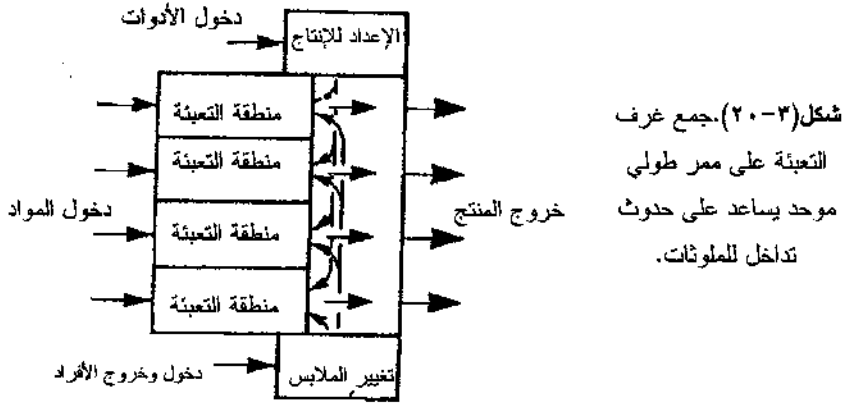 دخول الأدوات
الإعداد للإنتاج
منطقة التعبئة
منطقة التعبئة
منطقة التعبئة
منطقة التعبئة
دخول المواد
خروج المنتج
دخول وخروج الأفراد
تغيير الملابس
شكل(٣-٢٠).جمع غرف
التعبئة على ممر طولي
موحد يساعد على حدوث
تداخل للملوثات.